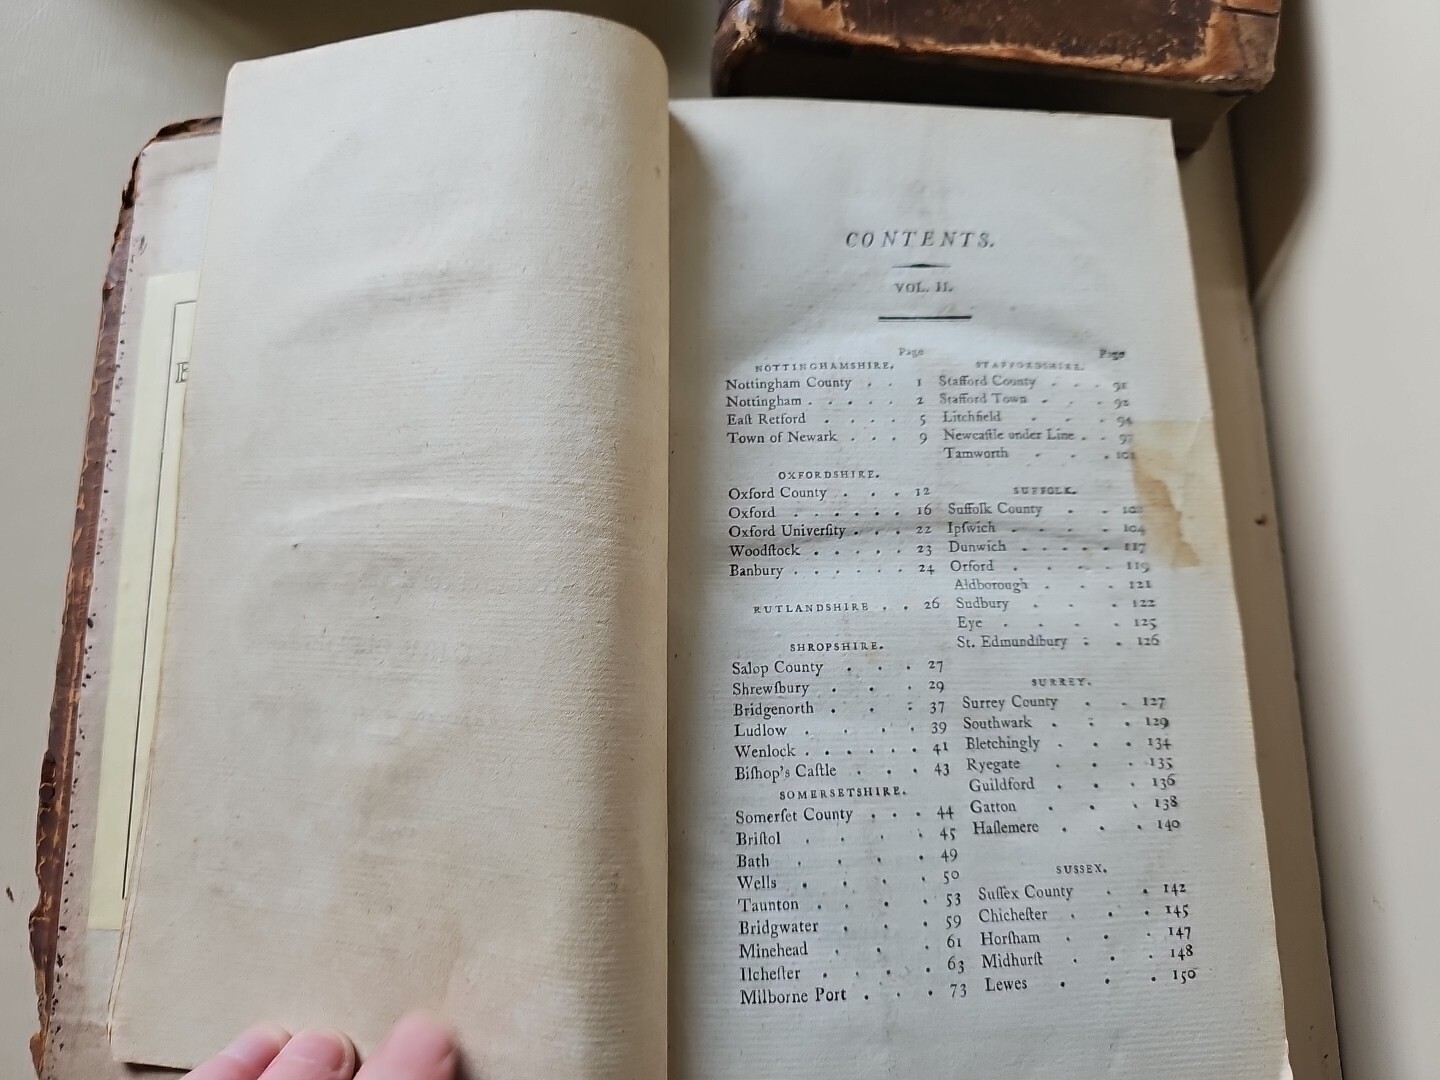 CONTENTS.
VOL. II.
Page
NOTTINGHAMSHIRE.
Nottingham County . . 1
Nottingham . . . . . 2
Eaſt Retford . . . . 5
Town of Newark . . . 9
OXFORDSHIRE.
Oxford County . . . 12
Oxford . . . . . . 16
Oxford Univerſity . . . 22
Woodſtock . . . . . 23
Banbury . . . . . . 24
RUTLANDSHIRE . . 26
SHROPSHIRE.
Salop County . . . 27
Shrewſbury . . . 29
Bridgenorth . . . 37
Ludlow . . . . 39
Wenlock . . . . . . 41
Biſhop's Caſtle . . . 43
SOMERSETSHIRE.
Somerſet County . . . 44
Briſtol . . . . 45
Bath . . . . 49
Wells . . . . 50
Taunton . . . . 53
Bridgwater . . . 59
Minehead . . . 61
Ilcheſter . . . . 63
Milborne Port . . . 73
Page
STAFFORDSHIRE.
Stafford County . . . 91
Stafford Town . . . 92
Litchfield . . . 94
Newcaſtle under Line . . 97
Tamworth . . . 101
SUFFOLK.
Suffolk County . . 102
Ipſwich . . . . 104
Dunwich . . . . . 117
Orford . . . . 119
Aldborough . . . 121
Sudbury . . . 122
Eye . . . . 125
St. Edmundſbury . . 126
SURREY.
Surrey County . . 127
Southwark . . . 129
Bletchingly . . . 134
Ryegate . . . 135
Guildford . . . 136
Gatton . . . 138
Haſlemere . . . 140
SUSSEX.
Suſſex County . . 142
Chicheſter . . . 145
Horſham . . . 147
Midhurſt . . . 148
Lewes . . . 150